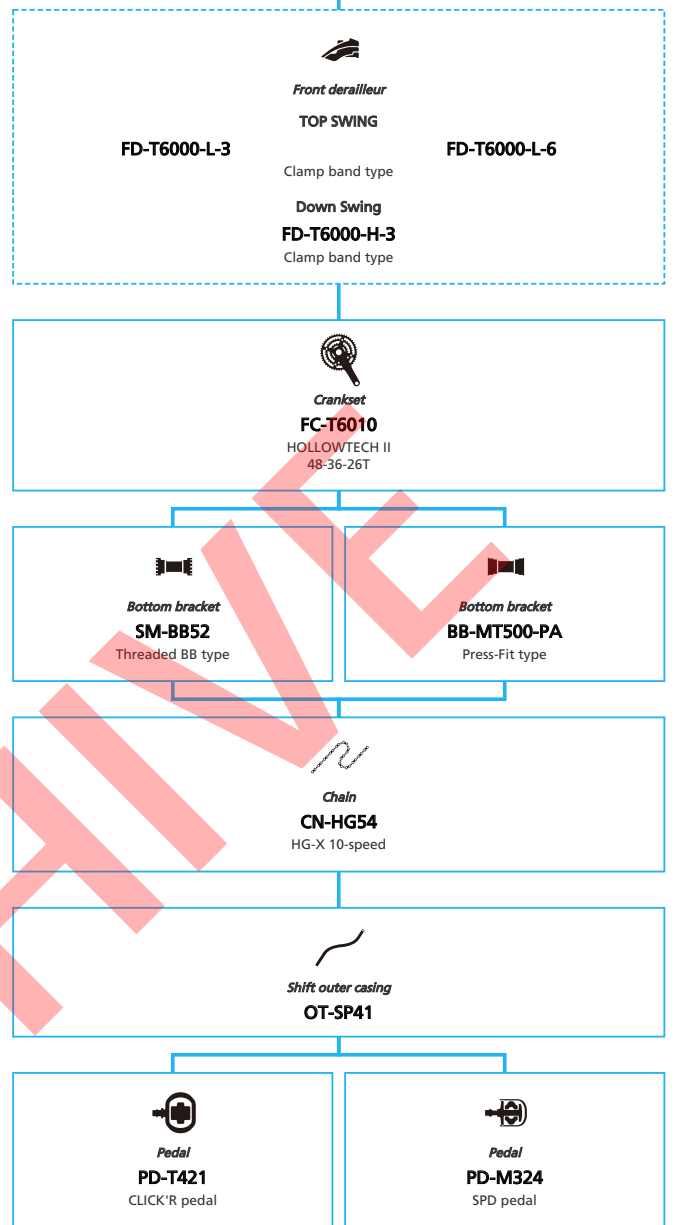 Front derailleur
TOP SWING
FD-T6000-L-3 FD-T6000-L-6
Clamp band type
Down Swing
FD-T6000-H-3
Clamp band type
Crankset
FC-T6010
HOLLOWTECH II
48-36-26T
Bottom bracket Bottom bracket
SM-BB52 BB-MT500-PA
Threaded BB type Press-Fit type
Chain
CN-HG54
HG-X 10-speed
Shift outer casing
OT-SP41
Pedal Pedal
PD-T421 PD-M324
CLICK'R pedal SPD pedal
HIVE